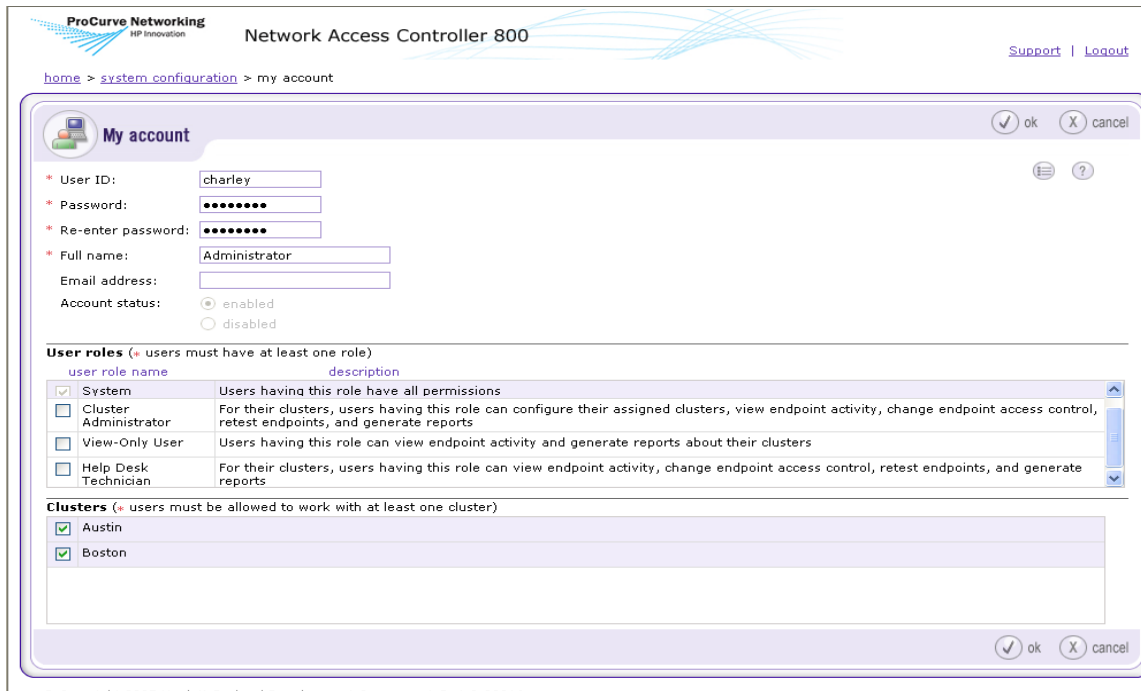 ProCurve Networking
HP Innovation
Network Access Controller 800
Support | Logout
home > system configuration > my account
My account
ok
cancel
* User ID:
charley
* Password:
••••••••
* Re-enter password:
••••••••
* Full name:
Administrator
Email address:
Account status:
enabled
disabled
User roles (* users must have at least one role)
user role name
description
System
Users having this role have all permissions
Cluster Administrator
For their clusters, users having this role can configure their assigned clusters, view endpoint activity, change endpoint access control,
retest endpoints, and generate reports
View-Only User
Users having this role can view endpoint activity and generate reports about their clusters
Help Desk Technician
For their clusters, users having this role can view endpoint activity, change endpoint access control, retest endpoints, and generate
reports
Clusters (* users must be allowed to work with at least one cluster)
Austin
Boston
ok
cancel